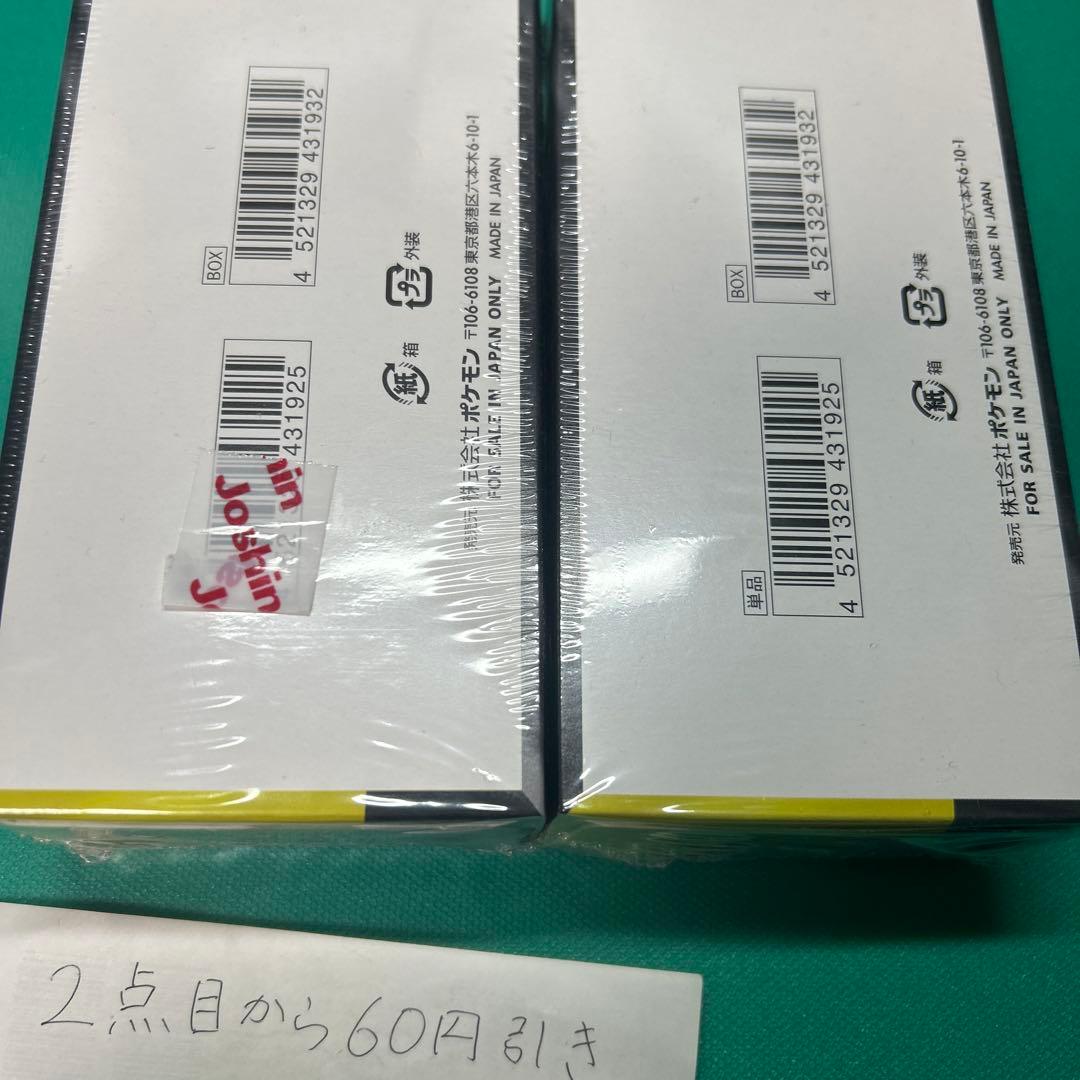 BOX
4 521329 431932
431925
Joshin
外装
プラ
箱
紙
発売元 株式会社ポケモン 〒106-6108 東京都港区六本木6-10-1
FOR SALE IN JAPAN ONLY MADE IN JAPAN
BOX
4 521329 431932
単品
4 521329 431925
外装
プラ
箱
紙
発売元 株式会社ポケモン 〒106-6108 東京都港区六本木6-10-1
FOR SALE IN JAPAN ONLY MADE IN JAPAN
2点目から60円引き